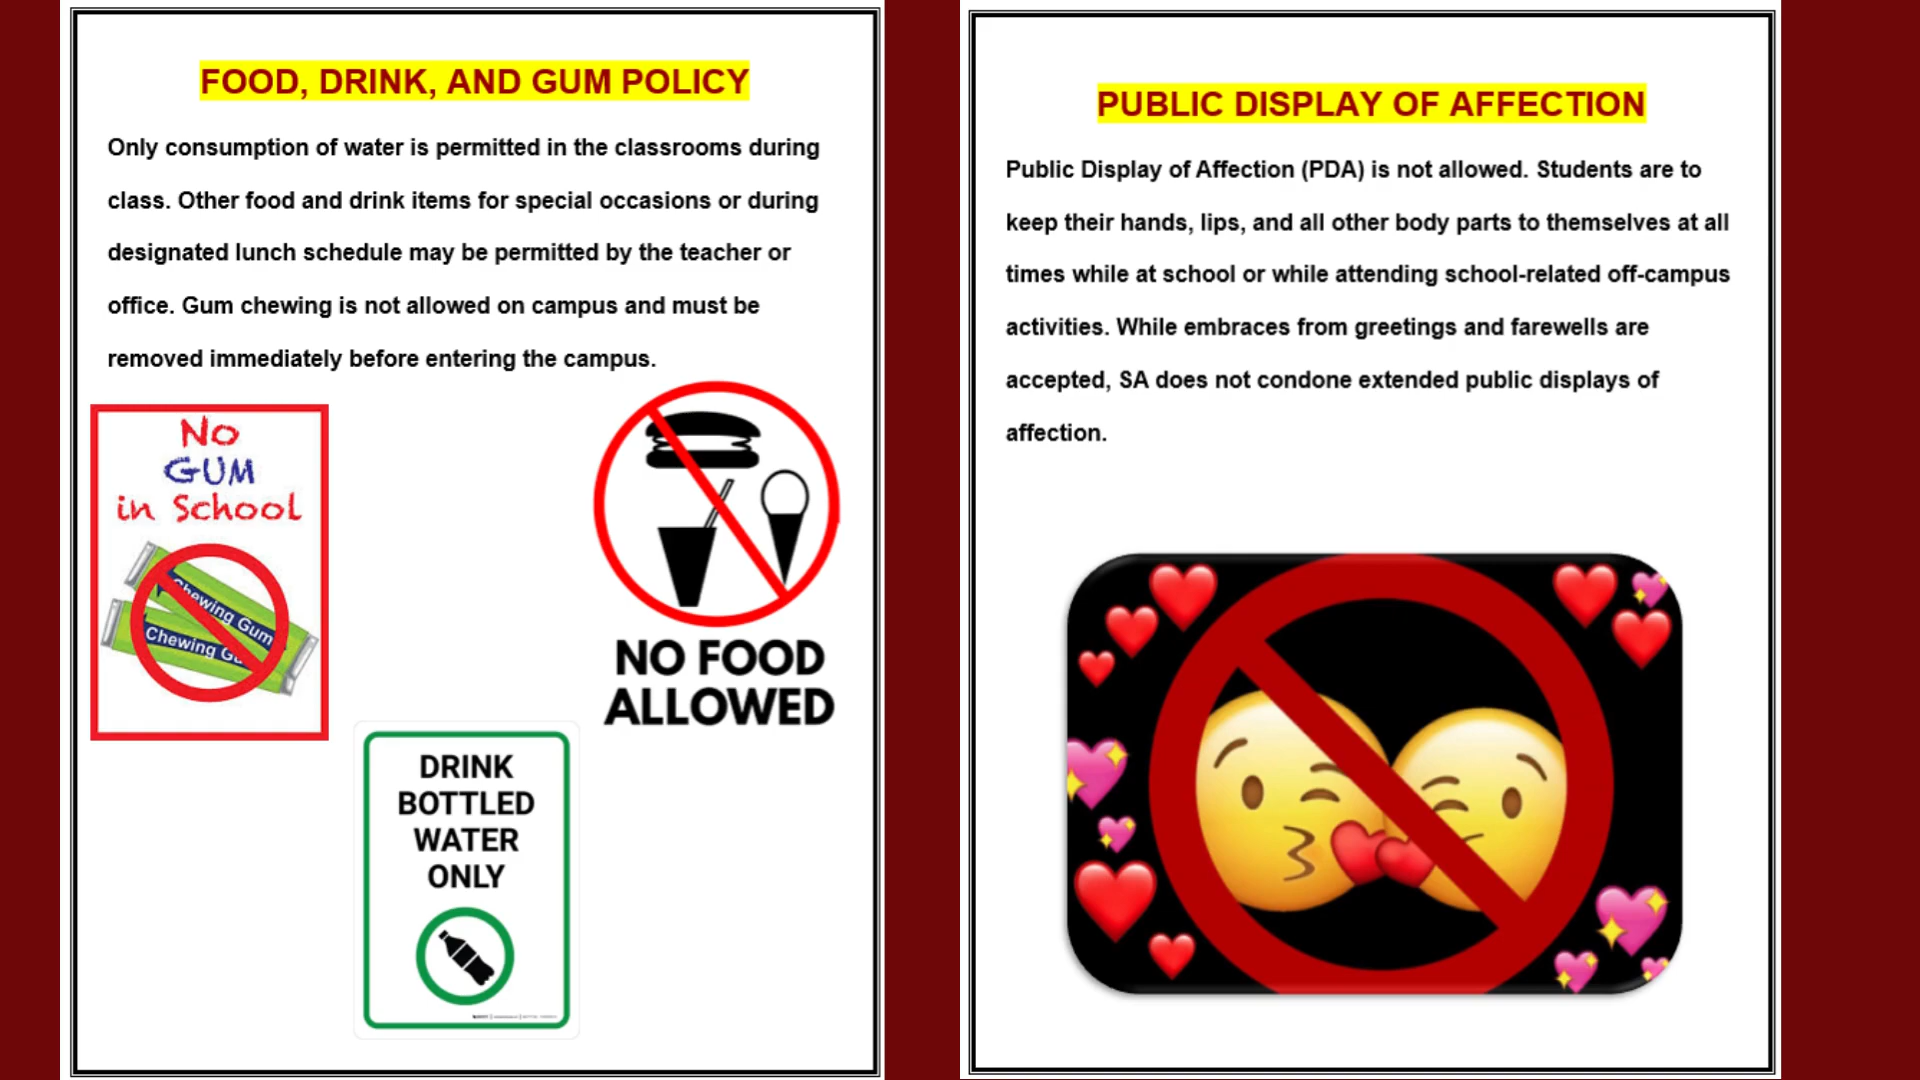 FOOD, DRINK, AND GUM POLICY
Only consumption of water is permitted in the classrooms during
class. Other food and drink items for special occasions or during
designated lunch schedule may be permitted by the teacher or
office. Gum chewing is not allowed on campus and must be
removed immediately before entering the campus.
No
GUM
in School
Chewing Gum
Chewing Gu
NO FOOD
ALLOWED
DRINK
BOTTLED
WATER
ONLY
PUBLIC DISPLAY OF AFFECTION
Public Display of Affection (PDA) is not allowed. Students are to
keep their hands, lips, and all other body parts to themselves at all
times while at school or while attending school-related off-campus
activities. While embraces from greetings and farewells are
accepted, SA does not condone extended public displays of
affection.